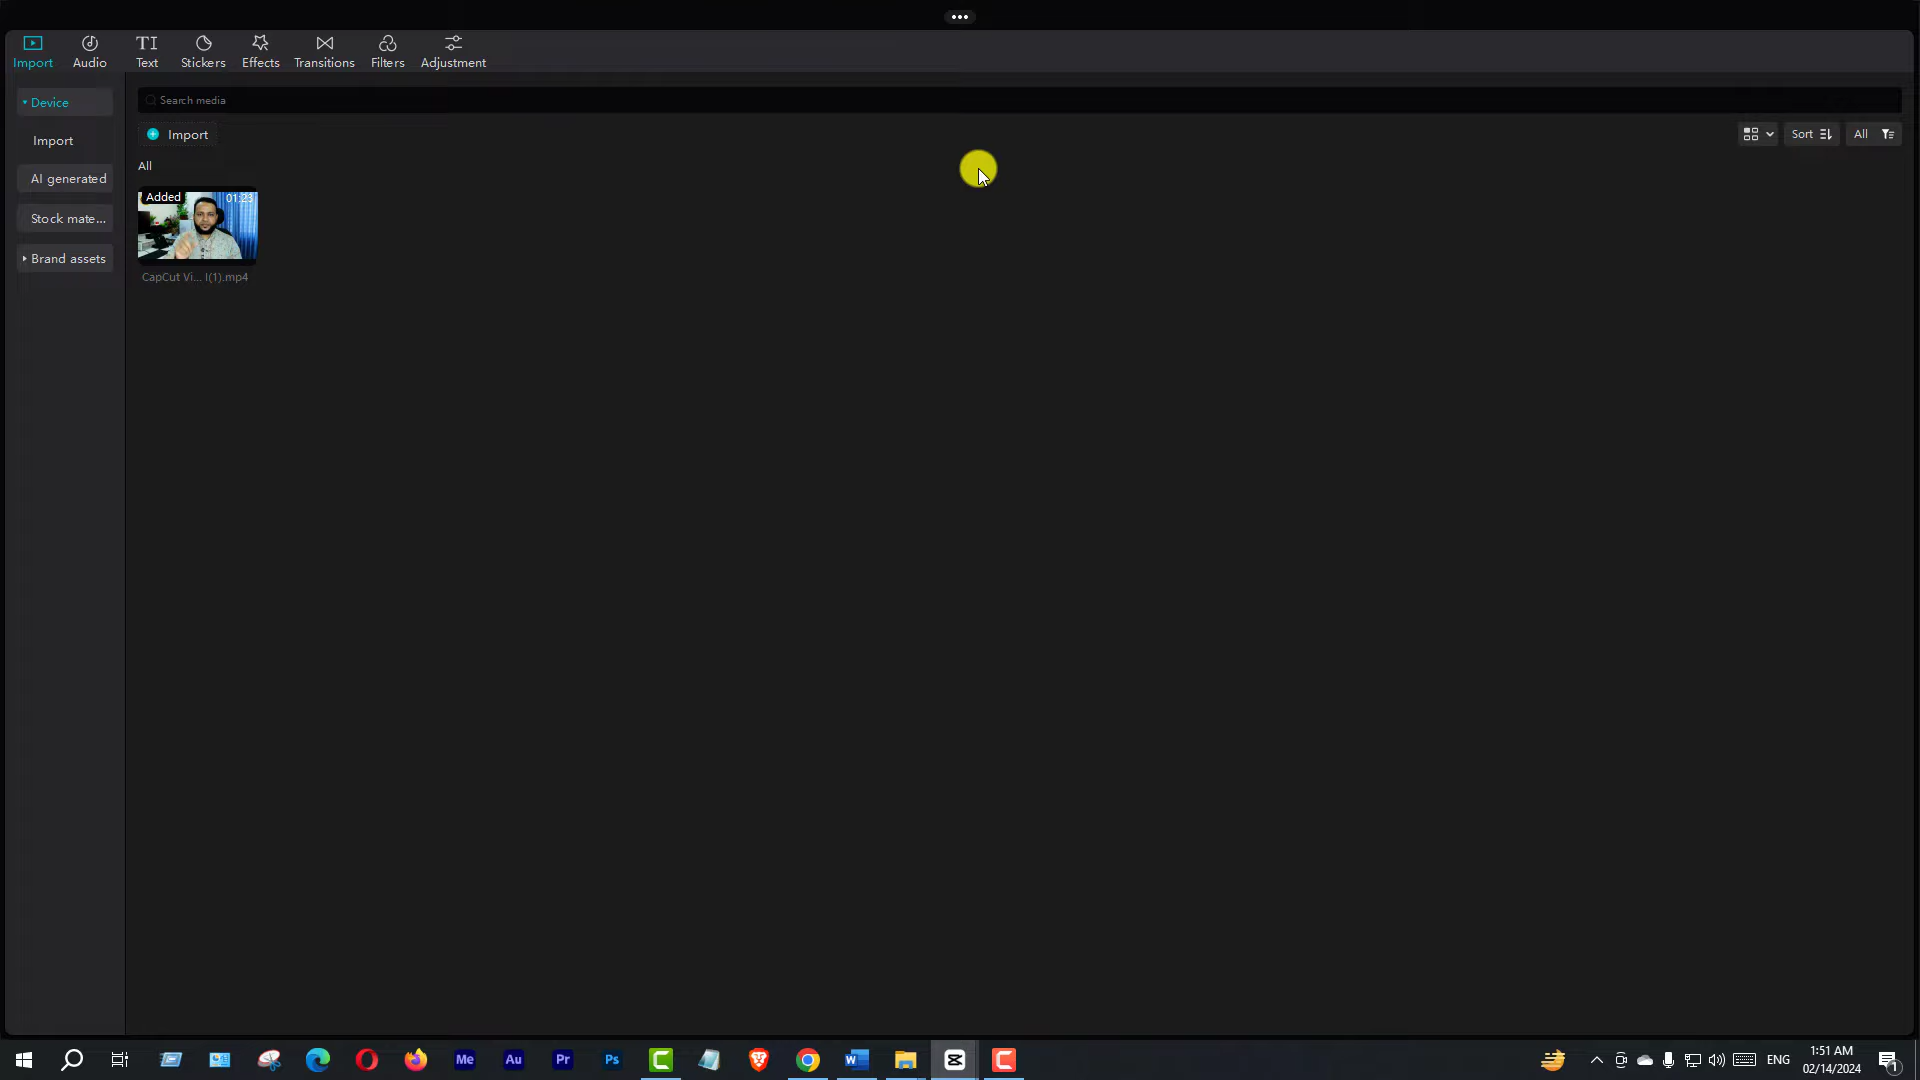 •••
Import
Audio
TI
Text
Stickers
Effects
Transitions
Filters
Adjustment
Device
Import
AI generated
Stock mate...
Brand assets
Search media
Import
Sort
All
All
Added
01:23
CapCut Vi... l(1).mp4
Me
Au
Pr
Ps
ENG
1:51 AM
02/14/2024
1